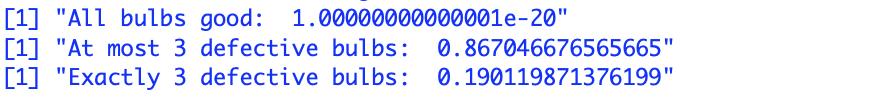 [1] "All bulbs good:  1.00000000000001e-20"
[1] "At most 3 defective bulbs:  0.867046676565665"
[1] "Exactly 3 defective bulbs:  0.190119871376199"